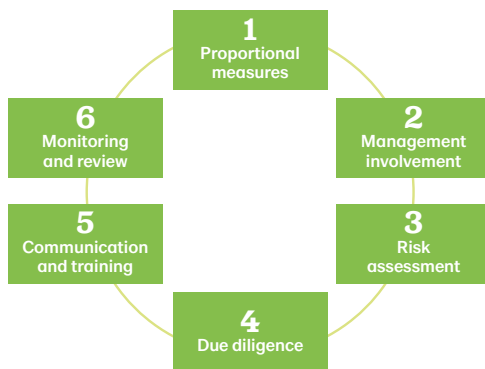 1
Proportional
measures
2
Management
involvement
3
Risk
assessment
4
Due diligence
5
Communication
and training
6
Monitoring
and review